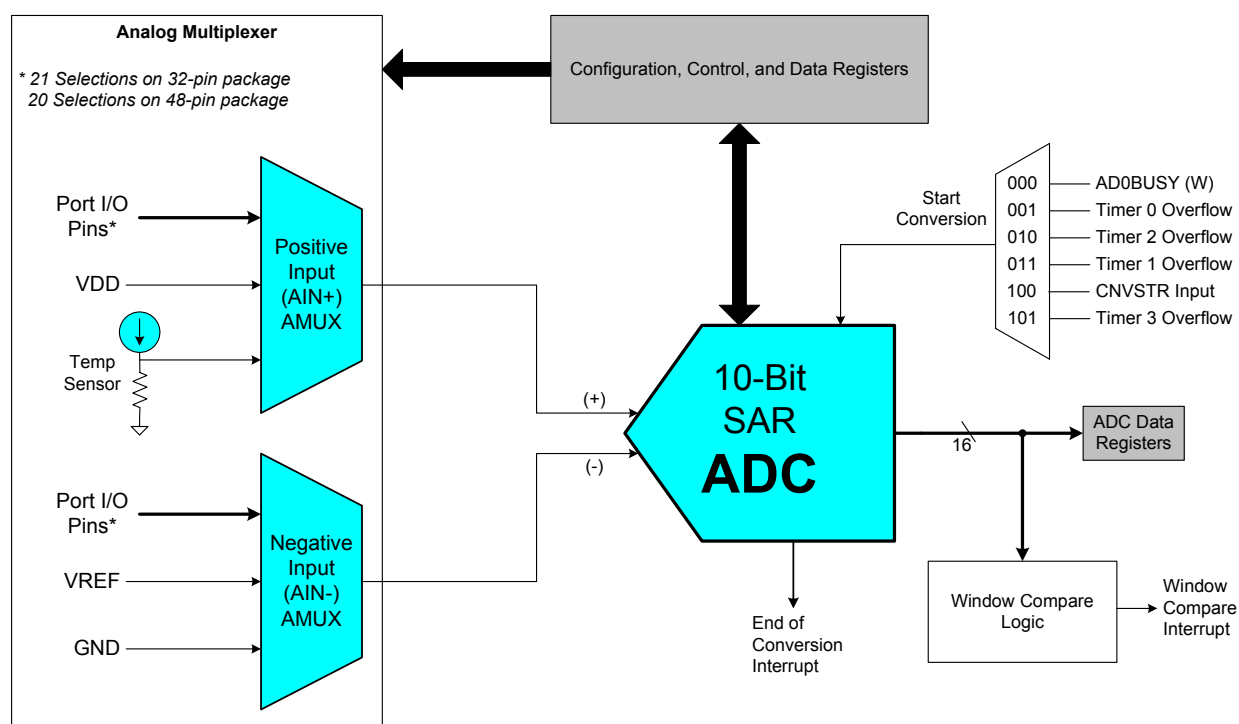 Analog Multiplexer
* 21 Selections on 32-pin package
20 Selections on 48-pin package
Configuration, Control, and Data Registers
Port I/O
Pins*
VDD
Temp
Sensor
Positive
Input
(AIN+)
AMUX
Start
Conversion
000
AD0BUSY (W)
001
Timer 0 Overflow
010
Timer 2 Overflow
011
Timer 1 Overflow
100
CNVSTR Input
101
Timer 3 Overflow
(+)
(-)
10-Bit
SAR
ADC
16
ADC Data
Registers
Port I/O
Pins*
VREF
GND
Negative
Input
(AIN-)
AMUX
End of
Conversion
Interrupt
Window Compare
Logic
Window
Compare
Interrupt